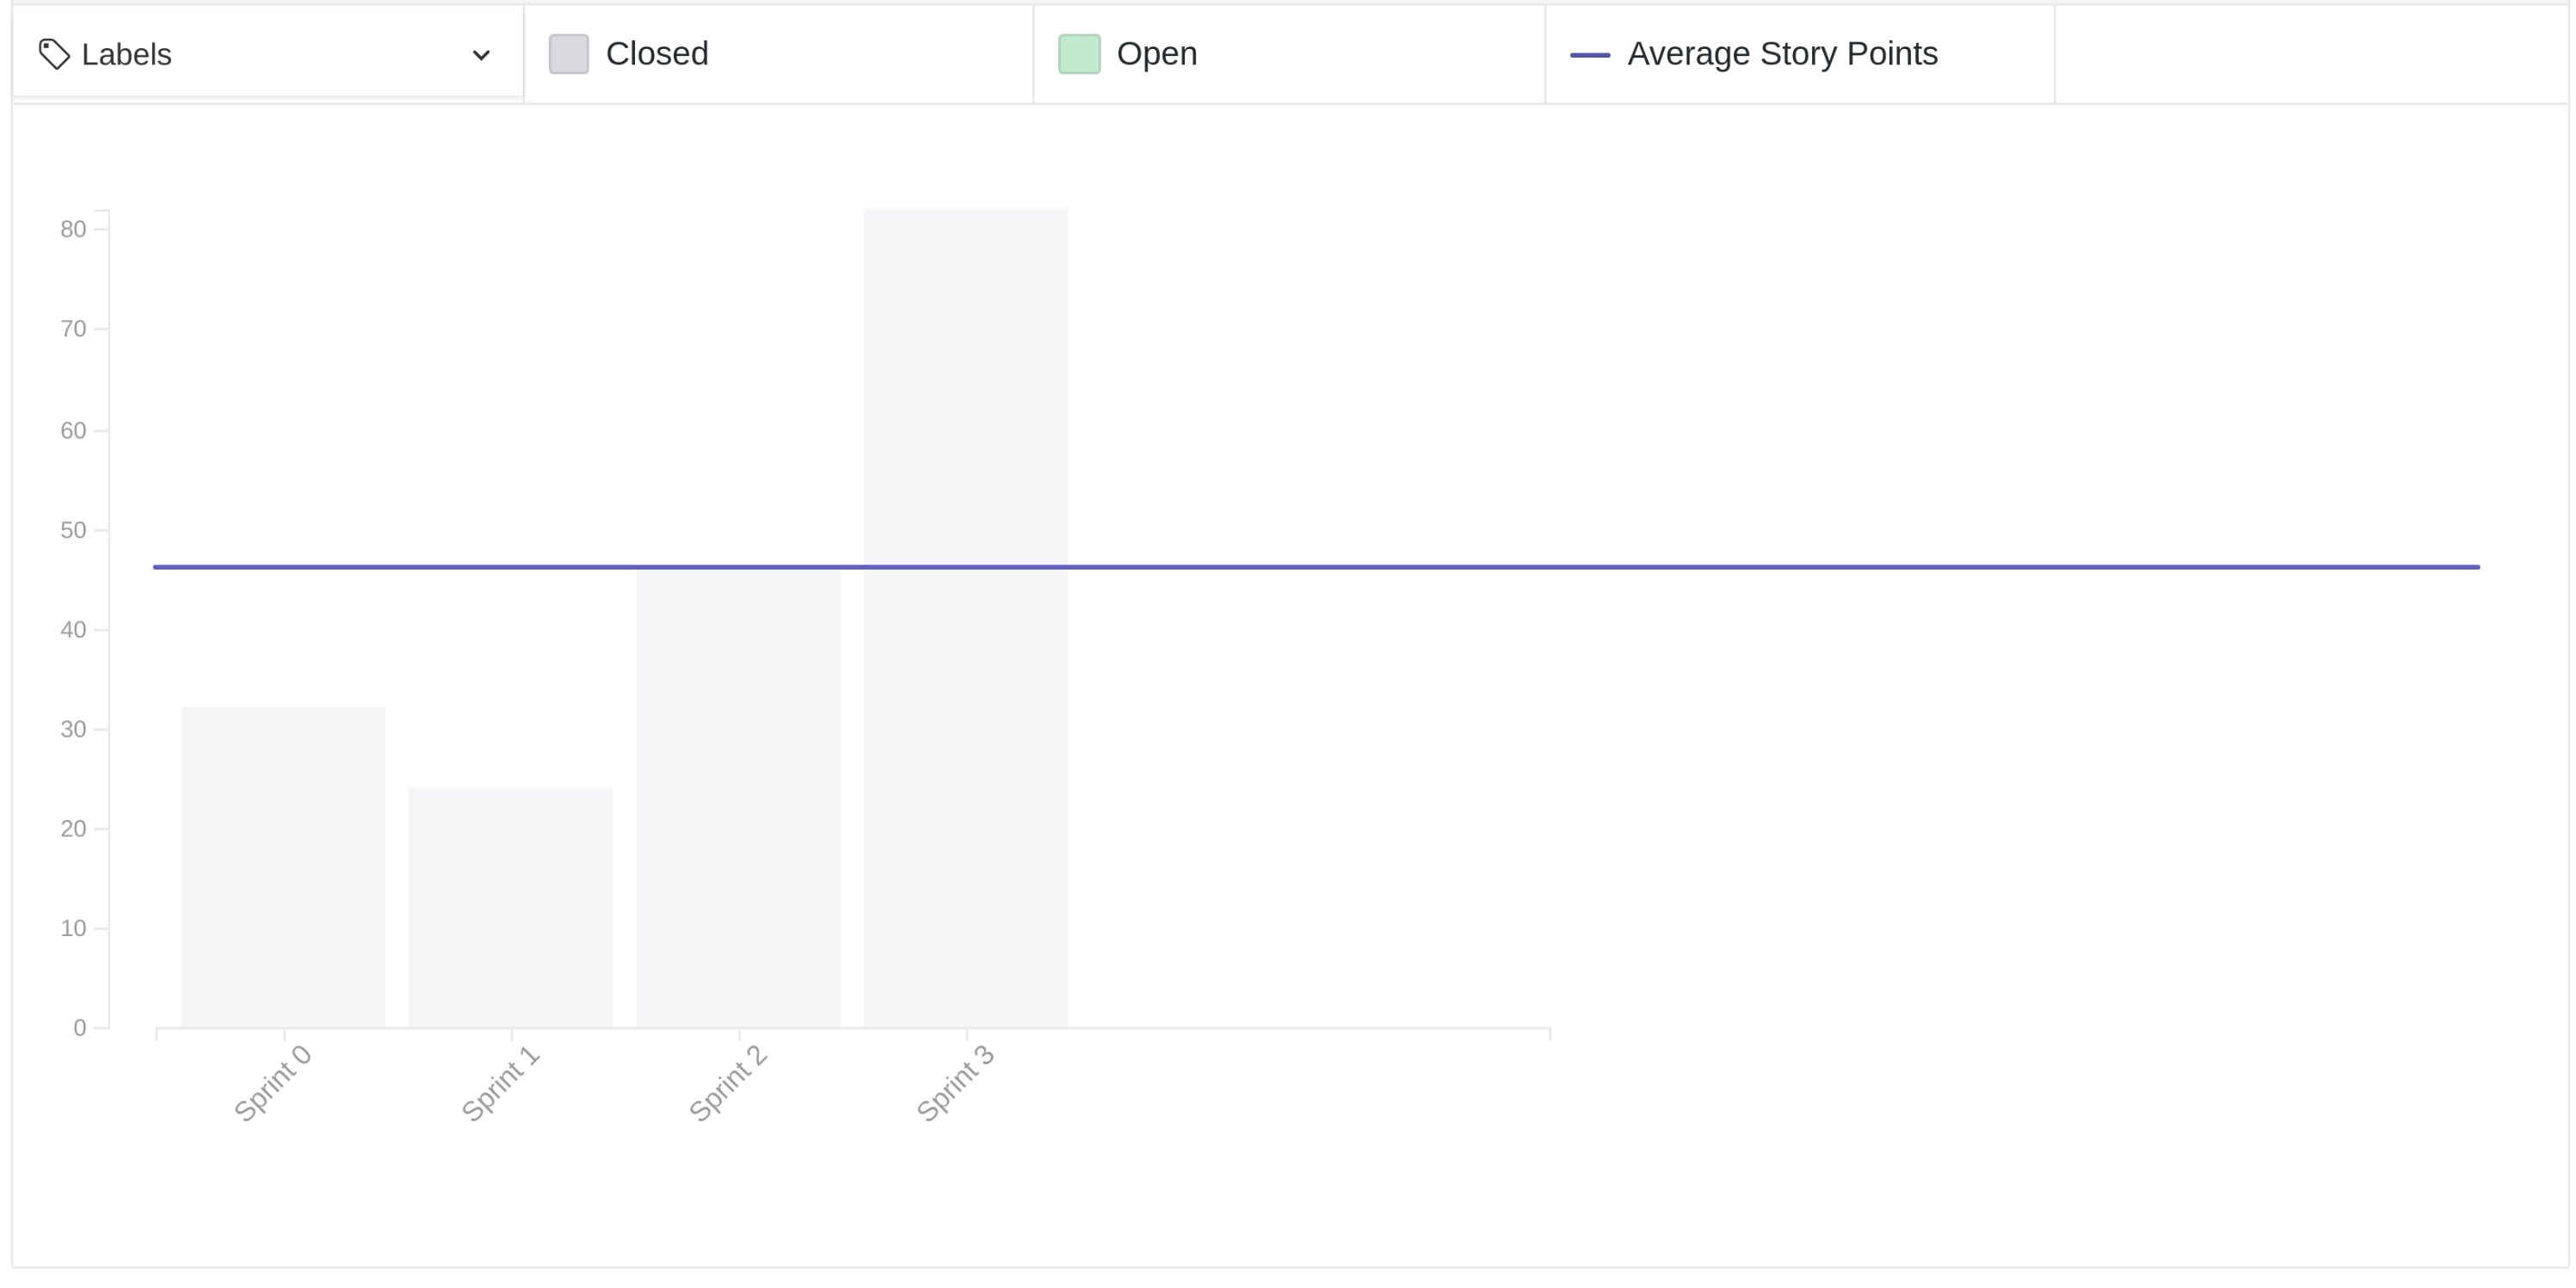 Labels
Closed
Open
Average Story Points
80
70
60
50
40
30
20
10
0
Sprint 0
Sprint 1
Sprint 2
Sprint 3